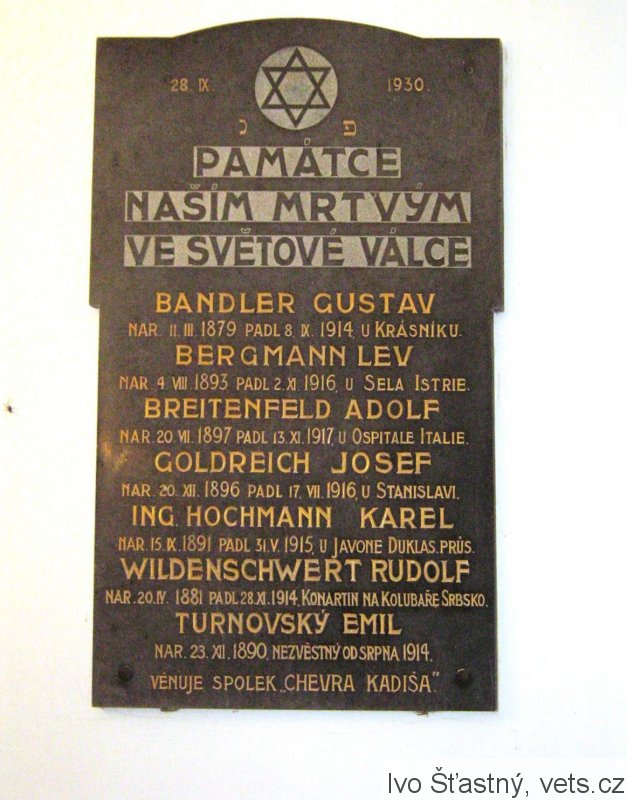 28. IX. 1930.
פ נ
PAMÁTCE
NAŠÍM MRTVÝM
VE SVĚTOVÉ VÁLCE
BANDLER GUSTAV
NAR. 11. III. 1879 PADL 8. IX. 1914, U KRÁSNÍKU.
BERGMANN LEV
NAR. 4. VIII 1893 PADL 2. XI. 1916, U SELA ISTRIE.
BREITENFELD ADOLF
NAR. 20. VII. 1897 PADL 13. XI. 1917, U OSPITALE ITALIE.
GOLDREICH JOSEF
NAR. 20. XII. 1896 PADL 17. VII. 1916, U STANISLAVI.
ING. HOCHMANN KAREL
NAR. 15. IX. 1891 PADL 31. V. 1915, U JAVONE DUKLAS. PRŮS.
WILDENSCHWERT RUDOLF
NAR. 20. IV. 1881 PADL 28. XI. 1914, KONARTIN NA KOLUBAŘE SRBSKO.
TURNOVSKÝ EMIL
NAR. 23. XII. 1890, NEZVĚSTNÝ OD SRPNA 1914.
VĚNUJE SPOLEK „CHEVRA KADIŠA".
Ivo Šťastný, vets.cz